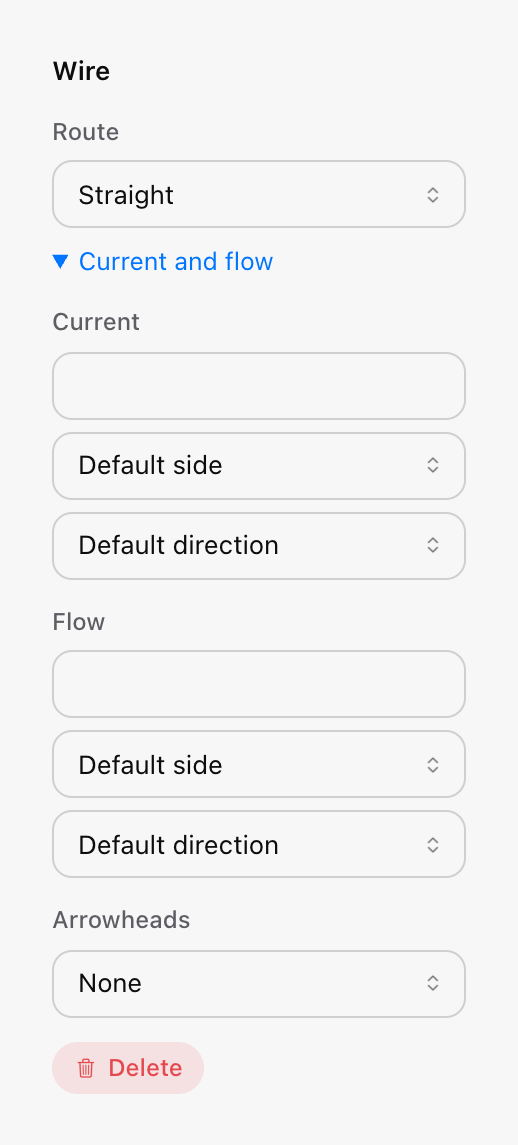 Wire
Route
Straight
▼ Current and flow
Current
Default side
Default direction
Flow
Default side
Default direction
Arrowheads
None
Delete